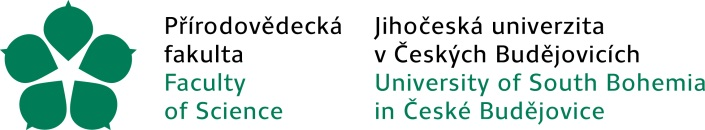 Přírodovědecká
fakulta
Faculty
of Science
Jihočeská univerzita
v Českých Budějovicích
University of South Bohemia
in České Budějovice